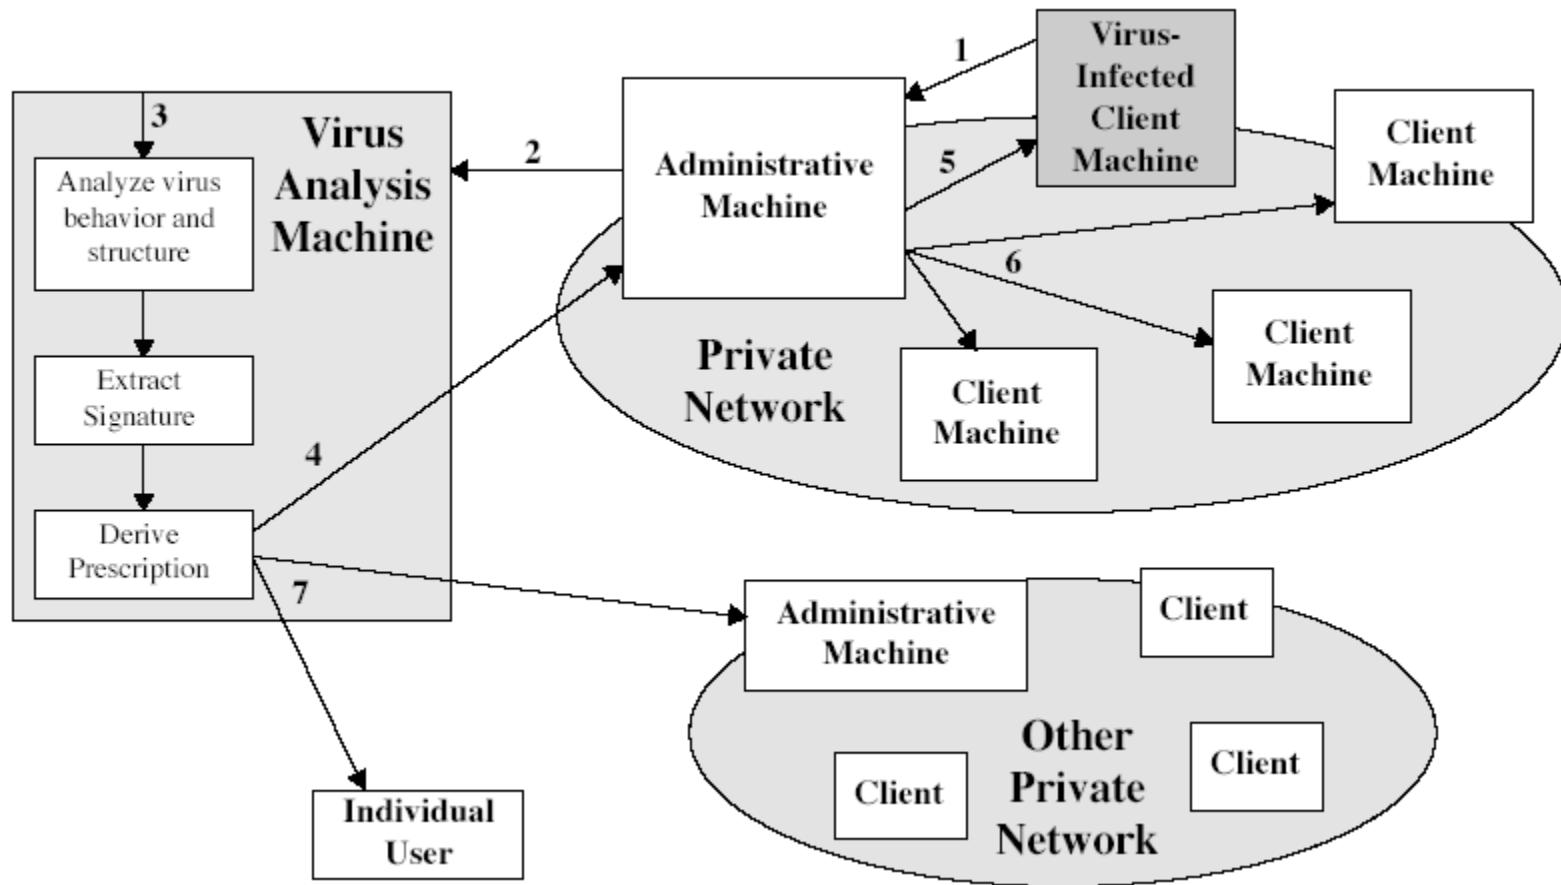 1
Virus-
Infected
Client
Machine
3
Virus
Analysis
Machine
Analyze virus
behavior and
structure
2
Administrative
Machine
5
Client
Machine
6
Client
Machine
Private
Network
Client
Machine
Extract
Signature
4
Derive
Prescription
7
Administrative
Machine
Client
Other
Private
Network
Client
Client
Individual
User